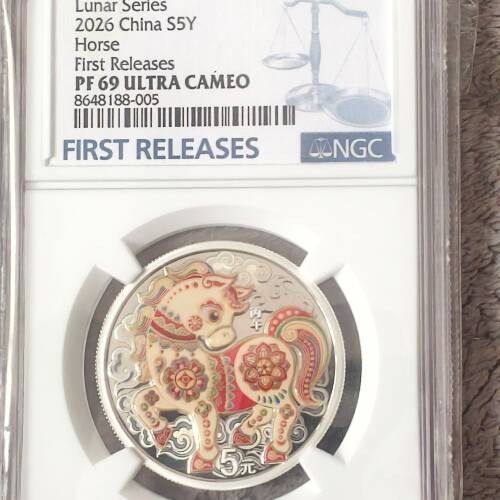 Lunar Series
2026 China S5Y
Horse
First Releases
PF 69 ULTRA CAMEO
8648188-005
FIRST RELEASES
NGC
丙午
5元